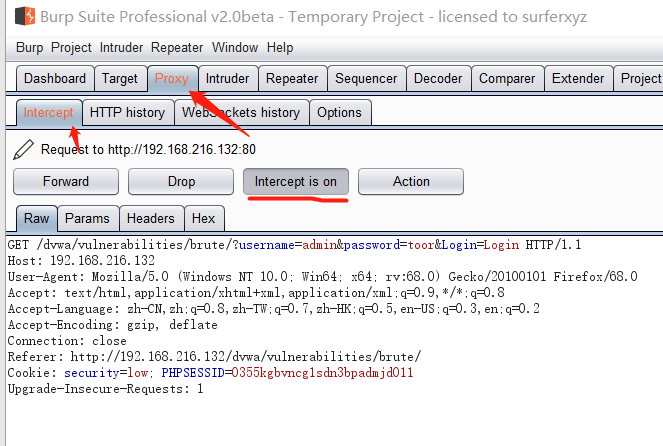 Burp Suite Professional v2.0beta - Temporary Project - licensed to surferxyz
Burp Project Intruder Repeater Window Help
Dashboard Target Proxy Intruder Repeater Sequencer Decoder Comparer Extender Project
Intercept HTTP history WebSockets history Options
Request to http://192.168.216.132:80
Forward Drop Intercept is on Action
Raw Params Headers Hex
GET /dvwa/vulnerabilities/brute/?username=admin&password=toor&Login=Login HTTP/1.1
Host: 192.168.216.132
User-Agent: Mozilla/5.0 (Windows NT 10.0; Win64; x64; rv:68.0) Gecko/20100101 Firefox/68.0
Accept: text/html,application/xhtml+xml,application/xml;q=0.9,*/*;q=0.8
Accept-Language: zh-CN,zh;q=0.8,zh-TW;q=0.7,zh-HK;q=0.5,en-US;q=0.3,en;q=0.2
Accept-Encoding: gzip, deflate
Connection: close
Referer: http://192.168.216.132/dvwa/vulnerabilities/brute/
Cookie: security=low; PHPSESSID=0355kgbvncg1sdn3bpadmjd011
Upgrade-Insecure-Requests: 1